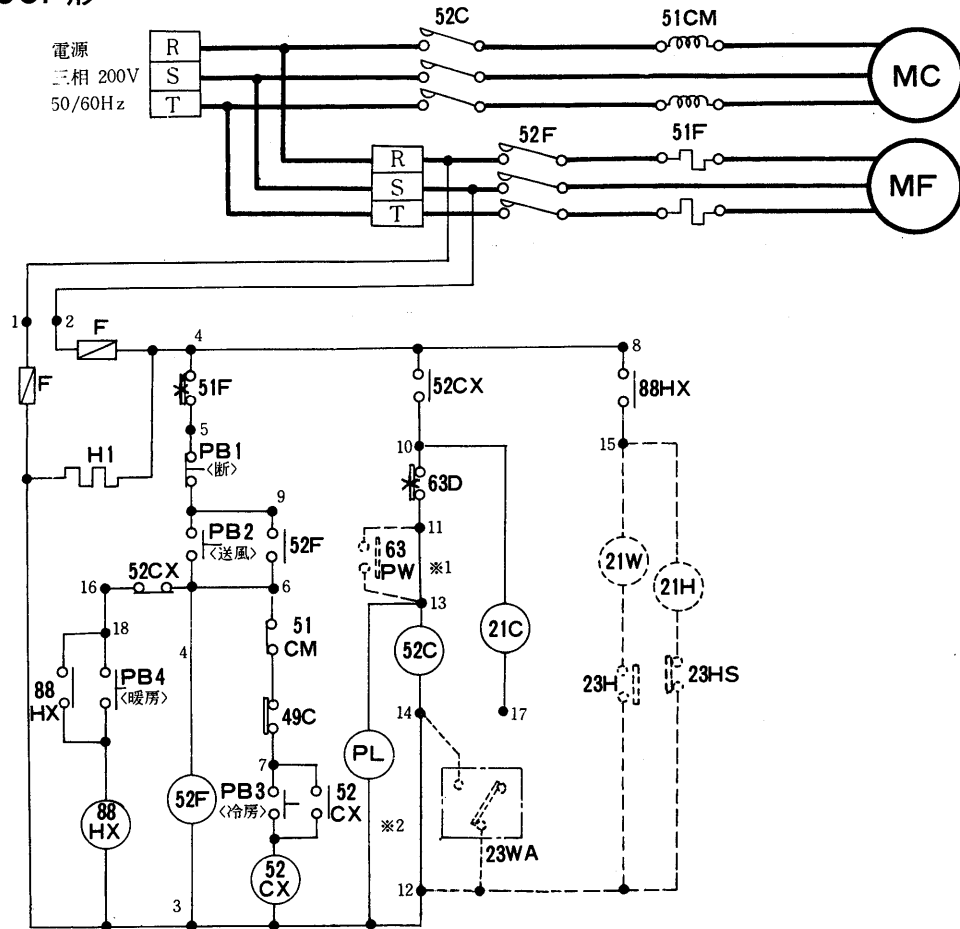 52C
51CM
電源
三相 200V
50/60Hz
R
S
T
MC
52F
51F
R
S
T
MF
1
2
F
4
8
F
51F
52CX
88HX
5
H1
PB1
〈断〉
10
15
9
63D
PB2
〈送風〉
52F
11
63
PW
※1
21W
21H
52CX
16
6
13
18
51
CM
52C
21C
4
PB4
〈暖房〉
88
HX
23H
23HS
49C
14
17
7
PL
PB3
〈冷房〉
52
CX
52F
88
HX
※2
23WA
52
CX
12
3